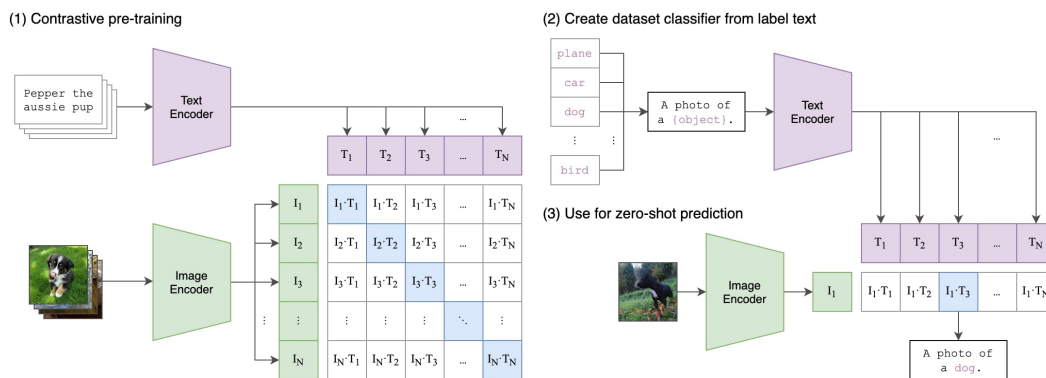 (1) Contrastive pre-training
Pepper the
aussie pup
Text
Encoder
...
T1 T2 T3 ... TN
I1 I1·T1 I1·T2 I1·T3 ... I1·TN
I2 I2·T1 I2·T2 I2·T3 ... I2·TN
Image
Encoder
I3 I3·T1 I3·T2 I3·T3 ... I3·TN
⋮ ⋮ ⋮ ⋮ ⋮ ⋱ ⋮
IN IN·T1 IN·T2 IN·T3 ... IN·TN
(2) Create dataset classifier from label text
plane
car
dog
⋮ ⋮
bird
A photo of
a {object}.
Text
Encoder
...
(3) Use for zero-shot prediction
T1 T2 T3 ... TN
Image
Encoder
I1 I1·T1 I1·T2 I1·T3 ... I1·TN
A photo of
a dog.